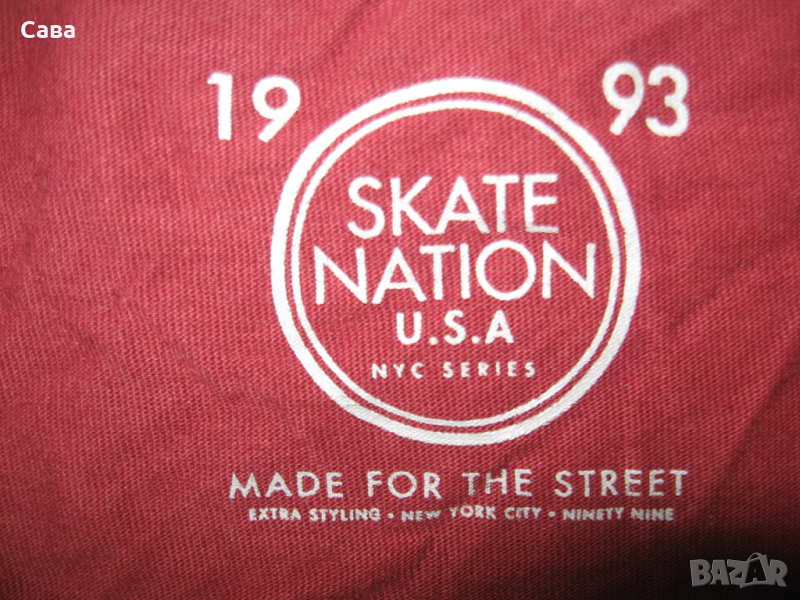 Сава
19 93
SKATE
NATION
U.S.A
NYC SERIES
MADE FOR THE STREET
EXTRA STYLING • NEW YORK CITY • NINETY NINE
BAZAR